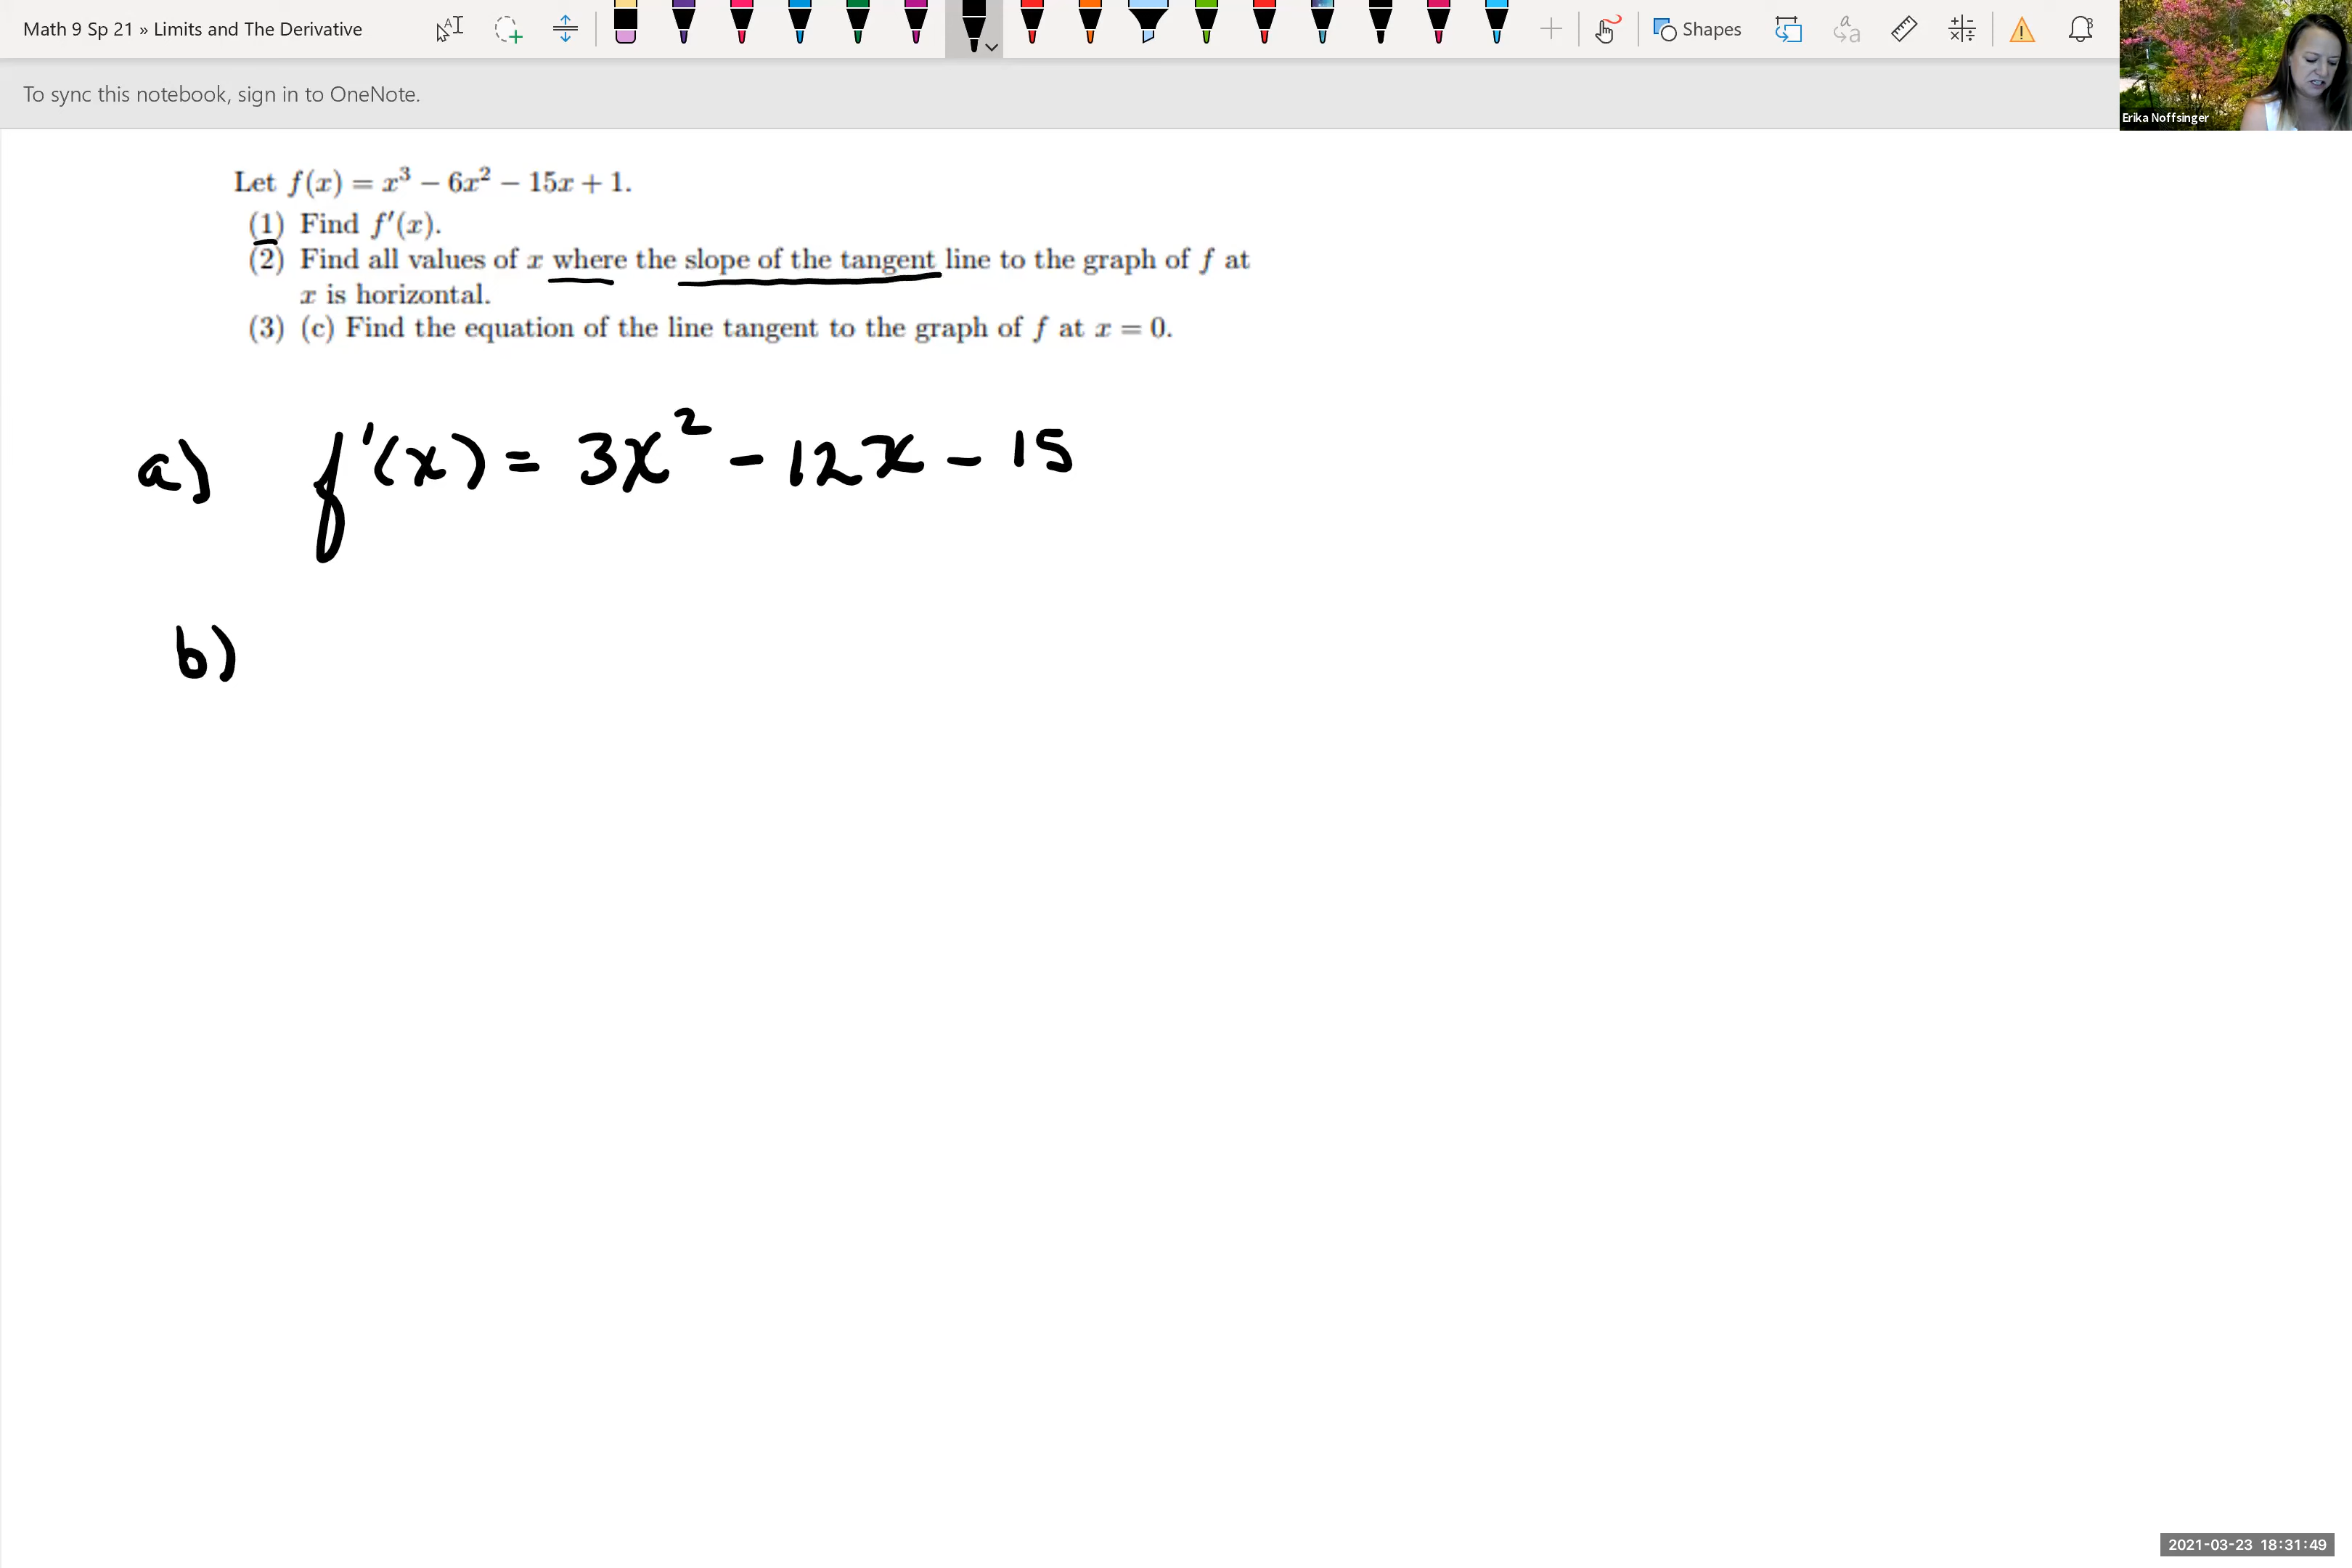 Math 9 Sp 21 » Limits and The Derivative
Shapes
To sync this notebook, sign in to OneNote.
Erika Noffsinger
Let f(x) = x³ − 6x² − 15x + 1.
(1) Find f′(x).
(2) Find all values of x where the slope of the tangent line to the graph of f at
x is horizontal.
(3) (c) Find the equation of the line tangent to the graph of f at x = 0.
a) f'(x) = 3x² - 12x - 15
b)
2021-03-23 18:31:49